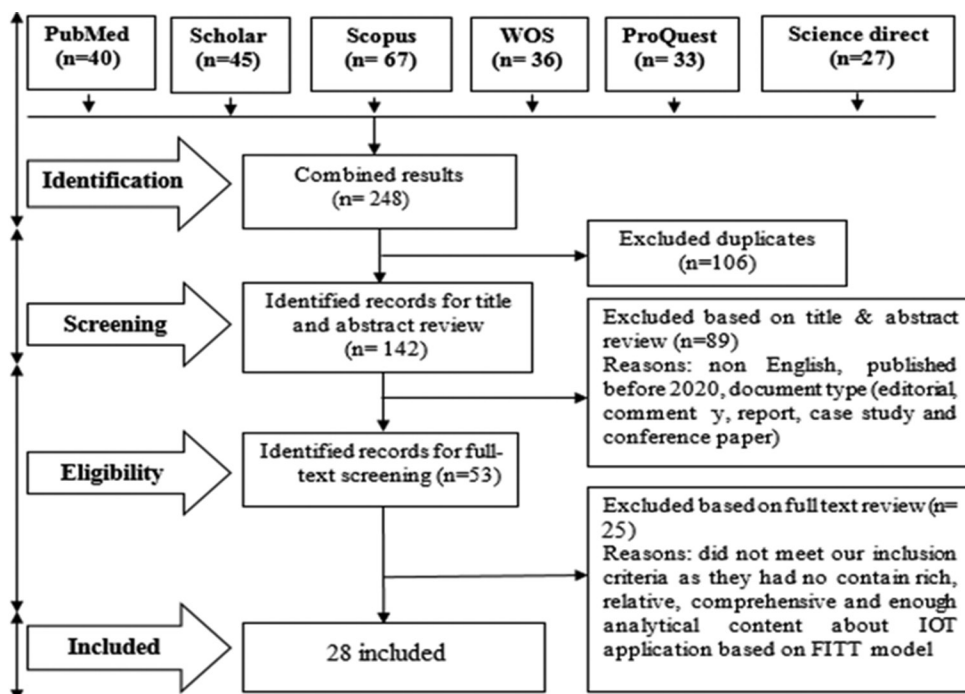 PubMed
(n=40)
Scholar
(n=45)
Scopus
(n= 67)
WOS
(n= 36)
ProQuest
(n= 33)
Science direct
(n=27)
Identification
Combined results
(n= 248)
Excluded duplicates
(n=106)
Screening
Identified records for title
and abstract review
(n= 142)
Excluded based on title & abstract
review (n=89)
Reasons: non English, published
before 2020, document type (editorial,
comment y, report, case study and
conference paper)
Eligibility
Identified records for full-
text screening (n=53)
Excluded based on full text review (n=
25)
Reasons: did not meet our inclusion
criteria as they had no contain rich,
relative, comprehensive and enough
analytical content about IOT
application based on FITT model
Included
28 included